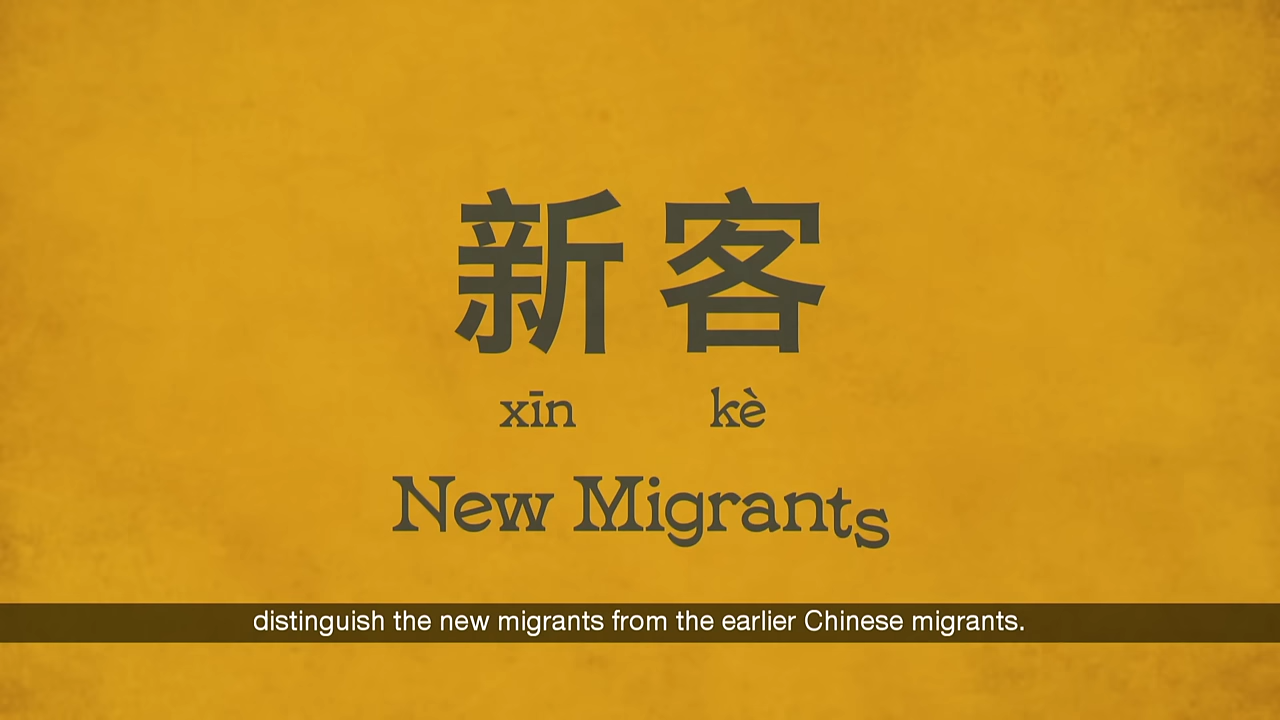 新客
xīn kè
New Migrants
distinguish the new migrants from the earlier Chinese migrants.